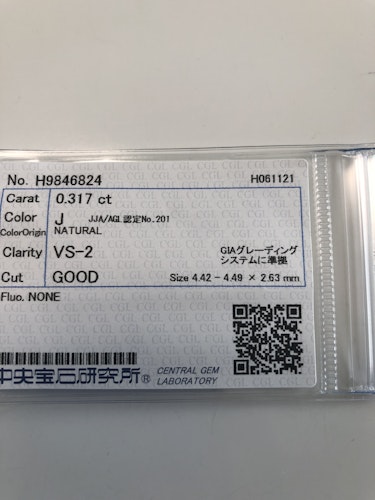 No. H9846824 H061121
Carat 0.317 ct
Color J JJA/AGL認定No.201
ColorOrigin NATURAL
Clarity VS-2 GIAグレーディング
システムに準拠
Cut GOOD Size 4.42 - 4.49 × 2.63 mm
Fluo. NONE
中央宝石研究所® CENTRAL GEM
LABORATORY